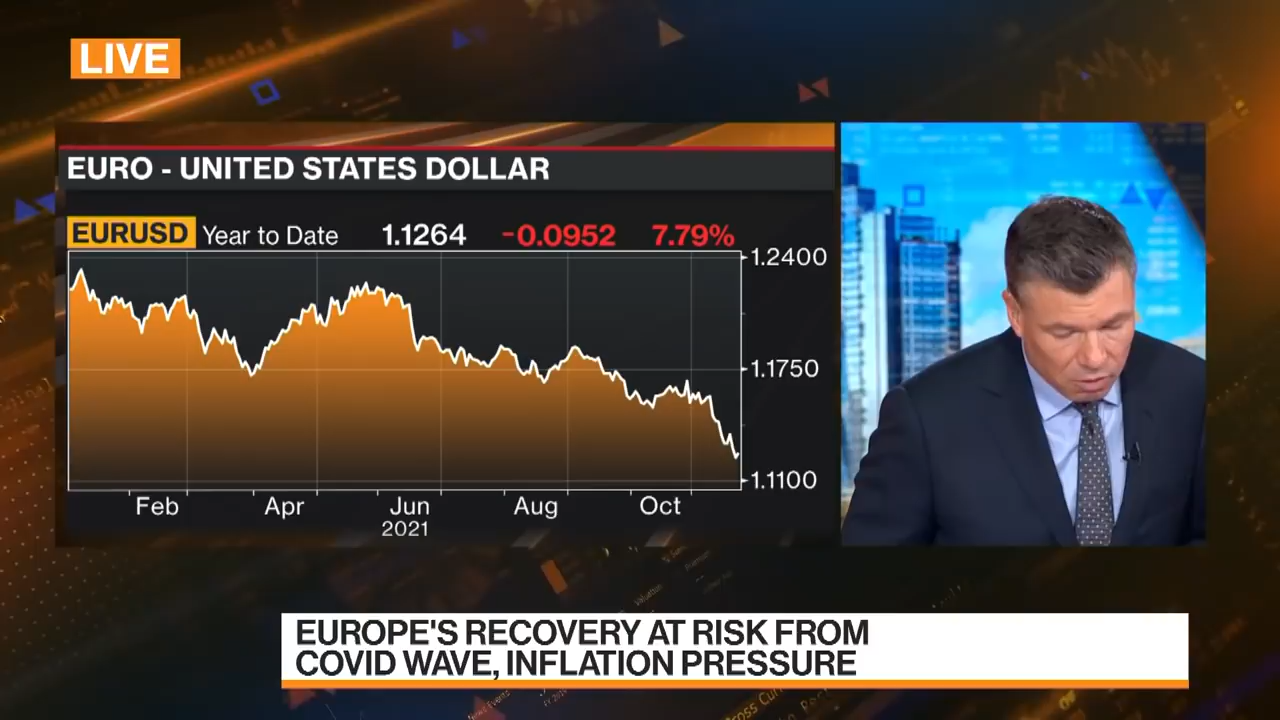 LIVE
EURO - UNITED STATES DOLLAR
EURUSD Year to Date 1.1264 -0.0952 7.79%
1.2400
1.1750
1.1100
Feb Apr Jun Aug Oct
2021
EUROPE'S RECOVERY AT RISK FROM
COVID WAVE, INFLATION PRESSURE